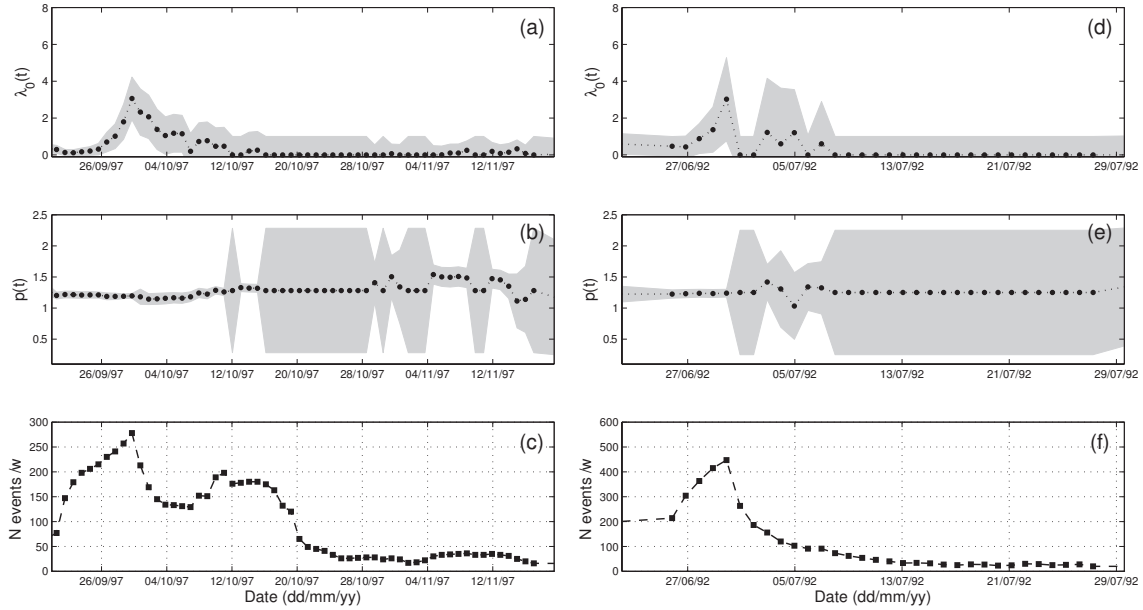 (a)
8
6
4
2
0
λ0(t)
26/09/97 04/10/97 12/10/97 20/10/97 28/10/97 04/11/97 12/11/97
(b)
2.5
2
1.5
1
0.5
p(t)
26/09/97 04/10/97 12/10/97 20/10/97 28/10/97 04/11/97 12/11/97
(c)
300
250
200
150
100
50
0
N events /w
26/09/97 04/10/97 12/10/97 20/10/97 28/10/97 04/11/97 12/11/97
Date (dd/mm/yy)
(d)
8
6
4
2
0
λ0(t)
27/06/92 05/07/92 13/07/92 21/07/92 29/07/92
(e)
2.5
2
1.5
1
0.5
p(t)
27/06/92 05/07/92 13/07/92 21/07/92 29/07/92
(f)
600
500
400
300
200
100
0
N events /w
27/06/92 05/07/92 13/07/92 21/07/92 29/07/92
Date (dd/mm/yy)